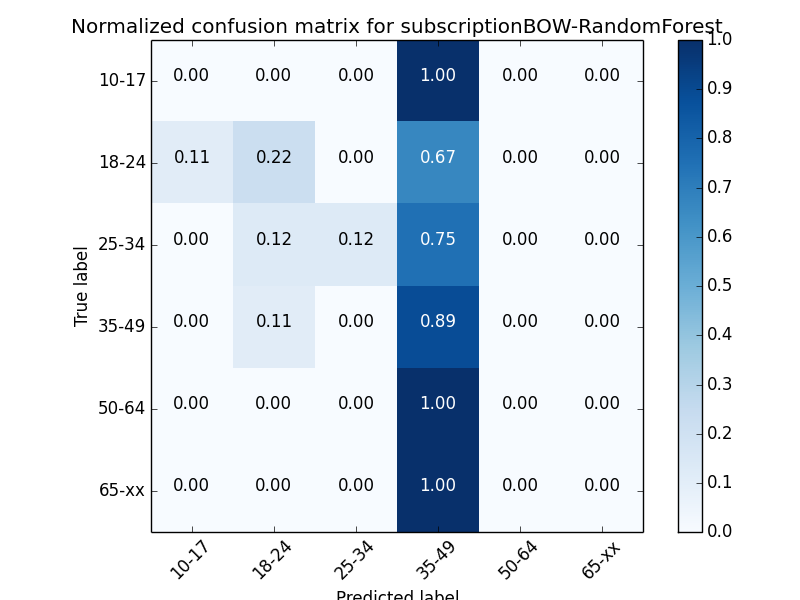 Normalized confusion matrix for subscriptionBOW-RandomForest
True label
10-17 0.00 0.00 0.00 1.00 0.00 0.00
18-24 0.11 0.22 0.00 0.67 0.00 0.00
25-34 0.00 0.12 0.12 0.75 0.00 0.00
35-49 0.00 0.11 0.00 0.89 0.00 0.00
50-64 0.00 0.00 0.00 1.00 0.00 0.00
65-xx 0.00 0.00 0.00 1.00 0.00 0.00
10-17 18-24 25-34 35-49 50-64 65-xx
Predicted label
1.0
0.9
0.8
0.7
0.6
0.5
0.4
0.3
0.2
0.1
0.0